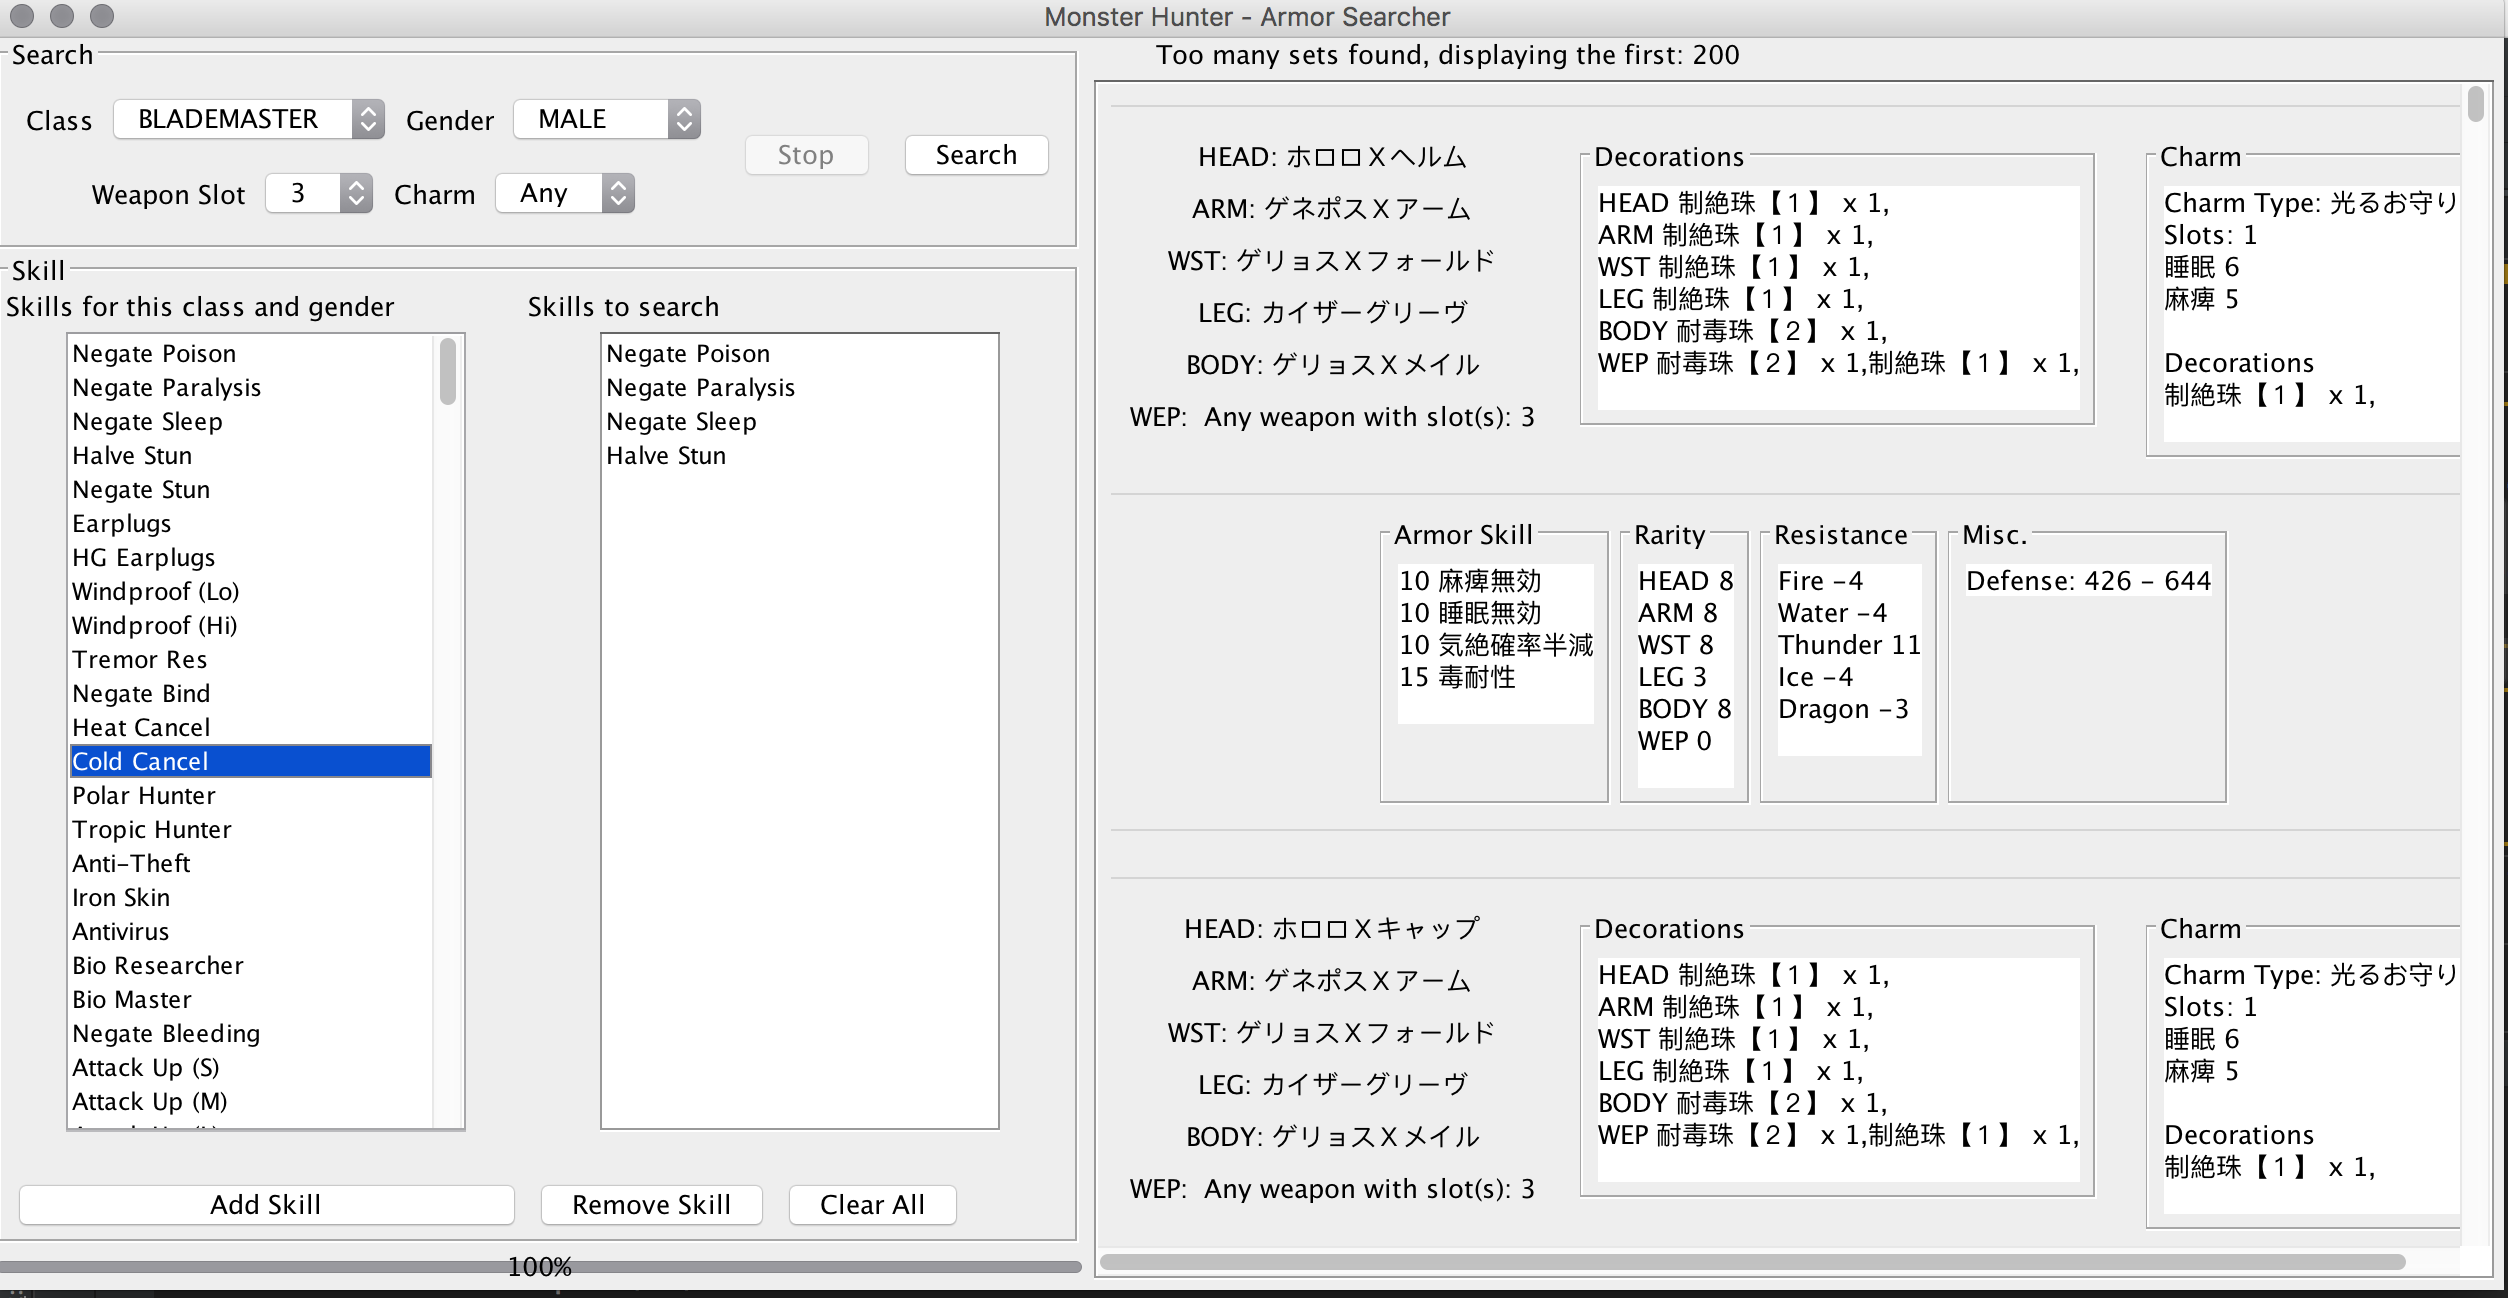 Monster Hunter - Armor Searcher
Search
Class BLADEMASTER Gender MALE
Stop Search
Weapon Slot 3 Charm Any
Skill
Skills for this class and gender
Negate Poison
Negate Paralysis
Negate Sleep
Halve Stun
Negate Stun
Earplugs
HG Earplugs
Windproof (Lo)
Windproof (Hi)
Tremor Res
Negate Bind
Heat Cancel
Cold Cancel
Polar Hunter
Tropic Hunter
Anti-Theft
Iron Skin
Antivirus
Bio Researcher
Bio Master
Negate Bleeding
Attack Up (S)
Attack Up (M)
Skills to search
Negate Poison
Negate Paralysis
Negate Sleep
Halve Stun
Add Skill Remove Skill Clear All
100%
Too many sets found, displaying the first: 200
HEAD: ホロロXヘルム
ARM: ゲネポスXアーム
WST: ゲリョスXフォールド
LEG: カイザーグリーヴ
BODY: ゲリョスXメイル
WEP: Any weapon with slot(s): 3
Decorations
HEAD 制絶珠【1】 x 1,
ARM 制絶珠【1】 x 1,
WST 制絶珠【1】 x 1,
LEG 制絶珠【1】 x 1,
BODY 耐毒珠【2】 x 1,
WEP 耐毒珠【2】 x 1,制絶珠【1】 x 1,
Charm
Charm Type: 光るお守り
Slots: 1
睡眠 6
麻痺 5
Decorations
制絶珠【1】 x 1,
Armor Skill
10 麻痺無効
10 睡眠無効
10 気絶確率半減
15 毒耐性
Rarity
HEAD 8
ARM 8
WST 8
LEG 3
BODY 8
WEP 0
Resistance
Fire -4
Water -4
Thunder 11
Ice -4
Dragon -3
Misc.
Defense: 426 - 644
HEAD: ホロロXキャップ
ARM: ゲネポスXアーム
WST: ゲリョスXフォールド
LEG: カイザーグリーヴ
BODY: ゲリョスXメイル
WEP: Any weapon with slot(s): 3
Decorations
HEAD 制絶珠【1】 x 1,
ARM 制絶珠【1】 x 1,
WST 制絶珠【1】 x 1,
LEG 制絶珠【1】 x 1,
BODY 耐毒珠【2】 x 1,
WEP 耐毒珠【2】 x 1,制絶珠【1】 x 1,
Charm
Charm Type: 光るお守り
Slots: 1
睡眠 6
麻痺 5
Decorations
制絶珠【1】 x 1,